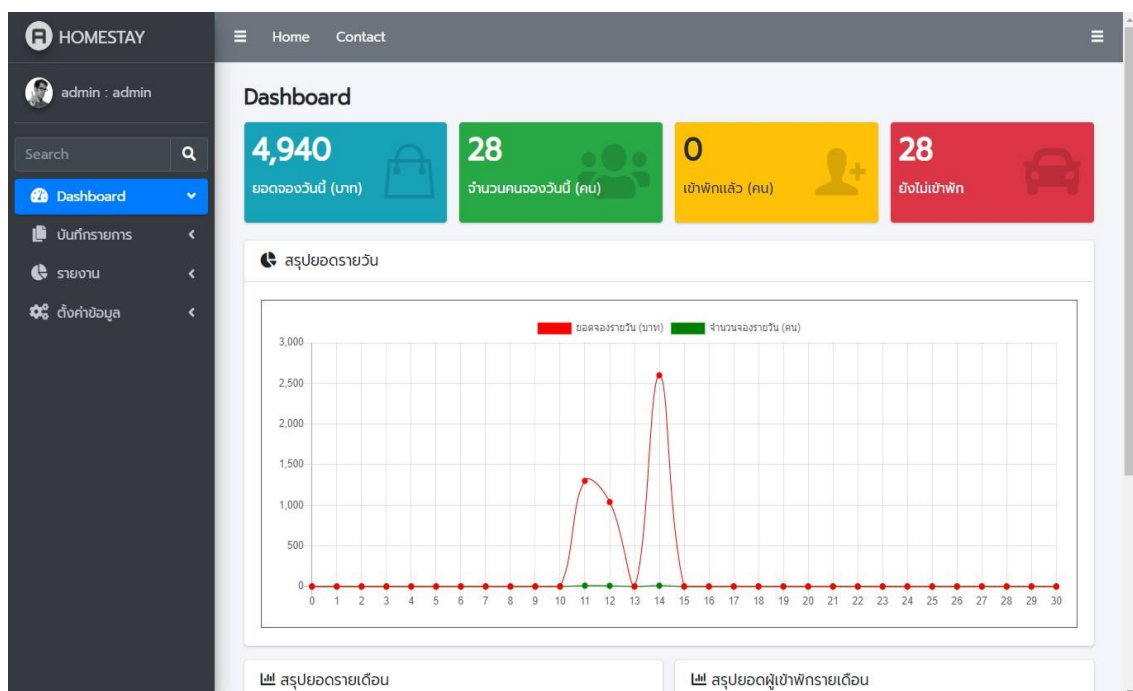 HOMESTAY
Home Contact
admin : admin
Search
Dashboard
บันทึกรายการ
รายงาน
ตั้งค่าข้อมูล
Dashboard
4,940
ยอดจองวันนี้ (บาท)
28
จำนวนคนจองวันนี้ (คน)
0
เข้าพักแล้ว (คน)
28
ยังไม่เข้าพัก
สรุปยอดรายวัน
ยอดจองรายวัน (บาท) จำนวนจองรายวัน (คน)
3,000
2,500
2,000
1,500
1,000
500
0
0 1 2 3 4 5 6 7 8 9 10 11 12 13 14 15 16 17 18 19 20 21 22 23 24 25 26 27 28 29 30
สรุปยอดรายเดือน
สรุปยอดผู้เข้าพักรายเดือน